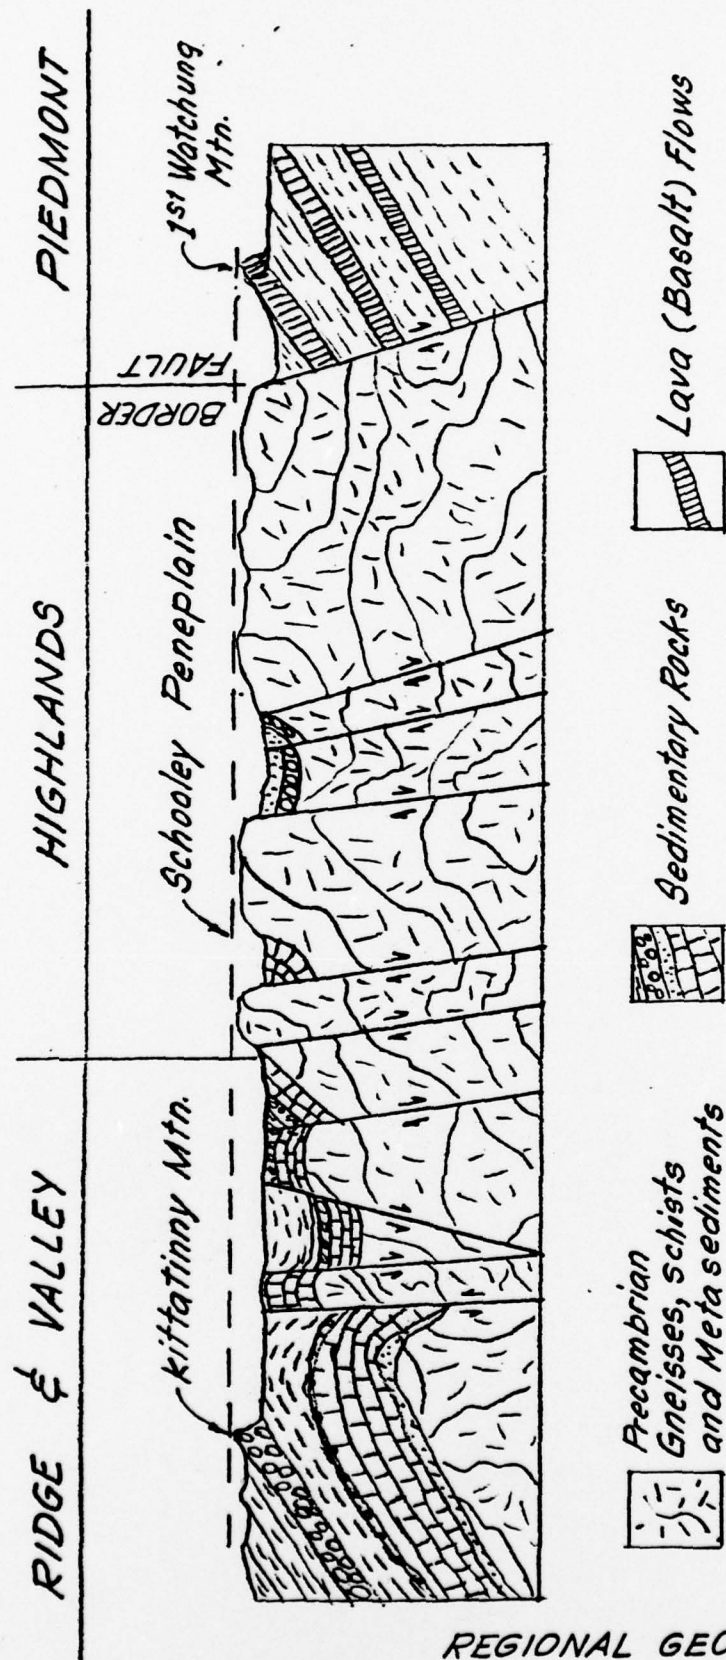 RIDGE & VALLEY
HIGHLANDS
PIEDMONT
Kittatinny Mtn.
Schooley Peneplain
BORDER
FAULT
1st Watchung
Mtn.
Precambrian
Gneisses, Schists
and Metasediments
Sedimentary Rocks
Lava (Basalt) Flows
REGIONAL